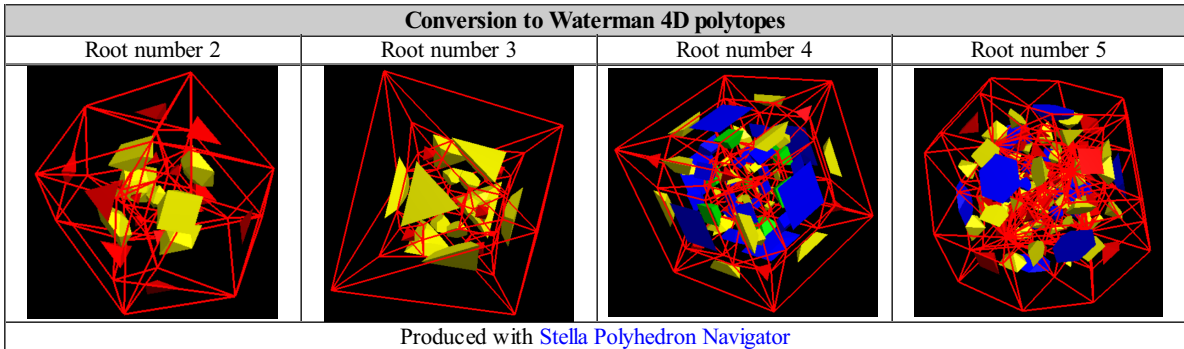 Conversion to Waterman 4D polytopes
Root number 2 Root number 3 Root number 4 Root number 5
Produced with Stella Polyhedron Navigator